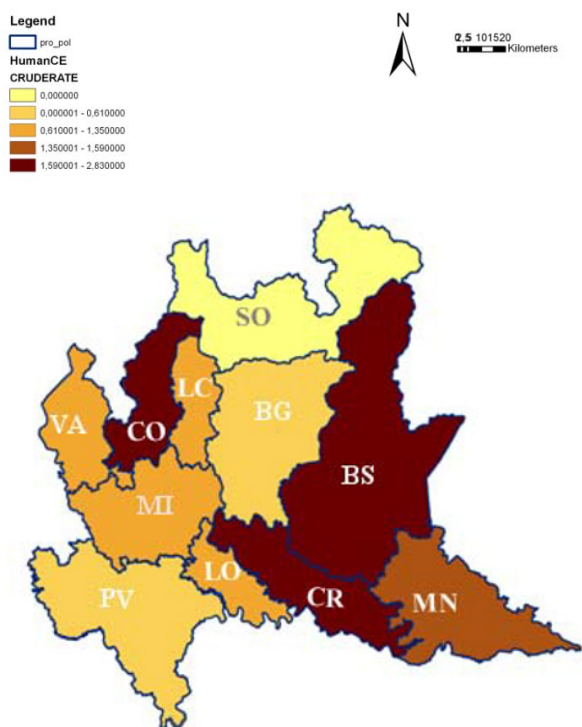 Legend
pro_pol
HumanCE
CRUDERATE
0,000000
0,000001 - 0,610000
0,610001 - 1,350000
1,350001 - 1,590000
1,590001 - 2,830000
N
Kilometers
SO
LC
VA
CO
BG
BS
MI
LO
PV
CR
MN